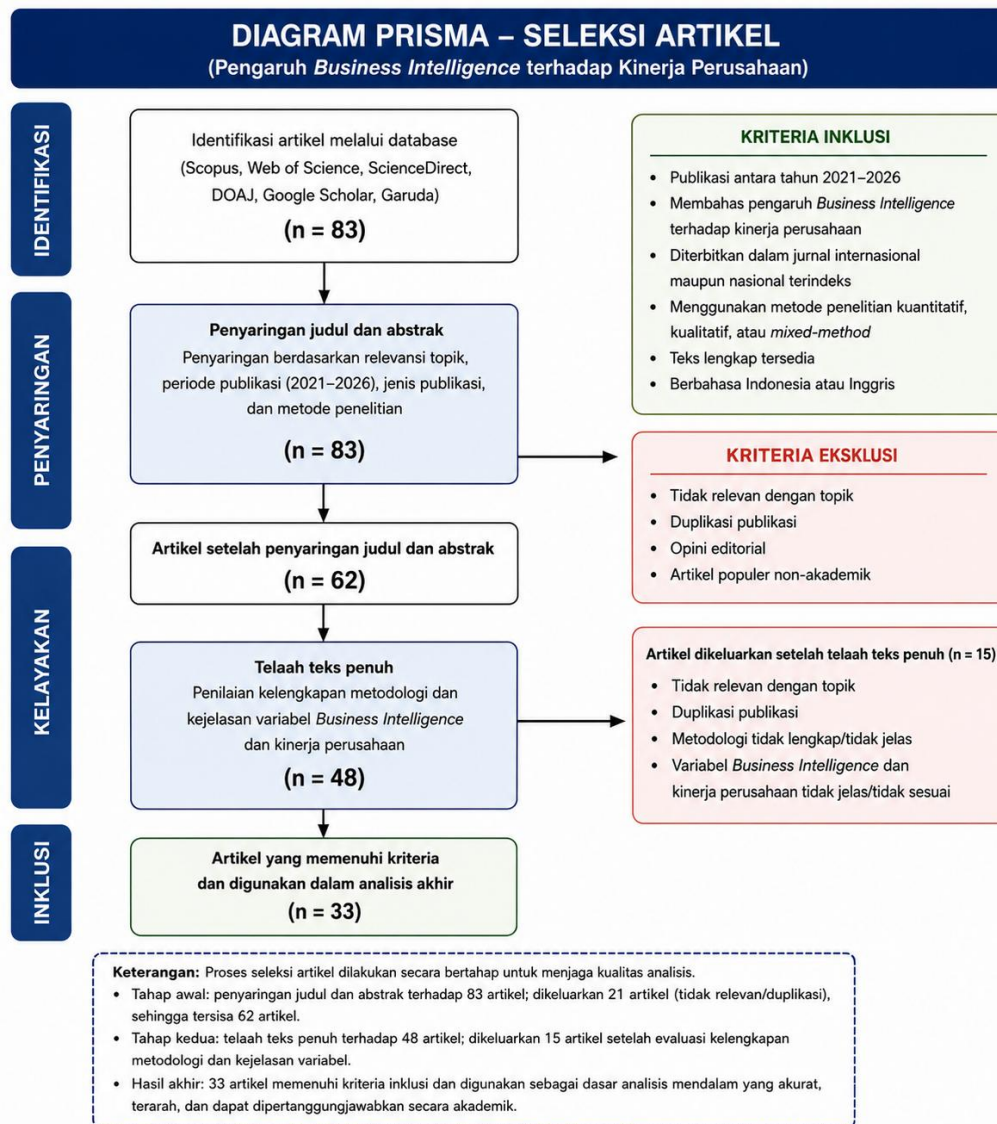 DIAGRAM PRISMA – SELEKSI ARTIKEL
(Pengaruh Business Intelligence terhadap Kinerja Perusahaan)
IDENTIFIKASI
Identifikasi artikel melalui database
(Scopus, Web of Science, ScienceDirect,
DOAJ, Google Scholar, Garuda)
(n = 83)
KRITERIA INKLUSI
• Publikasi antara tahun 2021–2026
• Membahas pengaruh Business Intelligence
terhadap kinerja perusahaan
• Diterbitkan dalam jurnal internasional
maupun nasional terindeks
• Menggunakan metode penelitian kuantitatif,
kualitatif, atau mixed-method
• Teks lengkap tersedia
• Berbahasa Indonesia atau Inggris
PENYARINGAN
Penyaringan judul dan abstrak
Penyaringan berdasarkan relevansi topik,
periode publikasi (2021–2026), jenis publikasi,
dan metode penelitian
(n = 83)
KRITERIA EKSKLUSI
• Tidak relevan dengan topik
• Duplikasi publikasi
• Opini editorial
• Artikel populer non-akademik
Artikel setelah penyaringan judul dan abstrak
(n = 62)
KELAYAKAN
Telaah teks penuh
Penilaian kelengkapan metodologi dan
kejelasan variabel Business Intelligence
dan kinerja perusahaan
(n = 48)
Artikel dikeluarkan setelah telaah teks penuh (n = 15)
• Tidak relevan dengan topik
• Duplikasi publikasi
• Metodologi tidak lengkap/tidak jelas
• Variabel Business Intelligence dan
kinerja perusahaan tidak jelas/tidak sesuai
INKLUSI
Artikel yang memenuhi kriteria
dan digunakan dalam analisis akhir
(n = 33)
Keterangan: Proses seleksi artikel dilakukan secara bertahap untuk menjaga kualitas analisis.
• Tahap awal: penyaringan judul dan abstrak terhadap 83 artikel; dikeluarkan 21 artikel (tidak relevan/duplikasi),
sehingga tersisa 62 artikel.
• Tahap kedua: telaah teks penuh terhadap 48 artikel; dikeluarkan 15 artikel setelah evaluasi kelengkapan
metodologi dan kejelasan variabel.
• Hasil akhir: 33 artikel memenuhi kriteria inklusi dan digunakan sebagai dasar analisis mendalam yang akurat,
terarah, dan dapat dipertanggungjawabkan secara akademik.